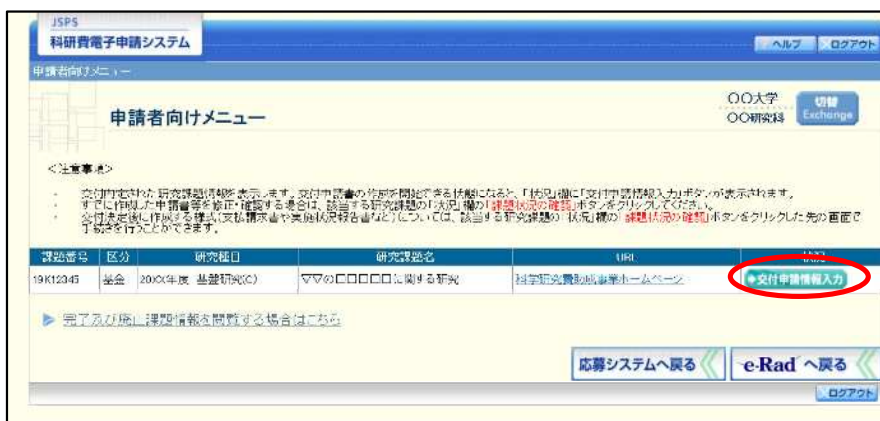 JSPS
科研費電子申請システム
ヘルプ
ログアウト
申請者向けメニュー
申請者向けメニュー
〇〇大学
〇〇研究科
切替
Exchange
<注意事項>
・ 交付内定された研究課題情報を表示します。交付申請書の作成を開始できる状態になると、「状況」欄に「交付申請情報入力」ボタンが表示されます。
・ すでに作成した申請書等を修正・確認する場合は、該当する研究課題の「状況」欄の「課題状況の確認」ボタンをクリックしてください。
・ 交付決定後に作成する様式(支払請求書や実施状況報告書など)については、該当する研究課題の「状況」欄の「課題状況の確認」ボタンをクリックした先の画面で
手続きを行うことができます。
課題番号 区分 研究種目 研究課題名 URL 状況
19K12345 基金 20XX年度 基盤研究(C) ▽▽の□□□□□に関する研究 科学研究費助成事業ホームページ 交付申請情報入力
完了及び廃止課題情報を閲覧する場合はこちら
応募システムへ戻る
e-Rad へ戻る
ログアウト